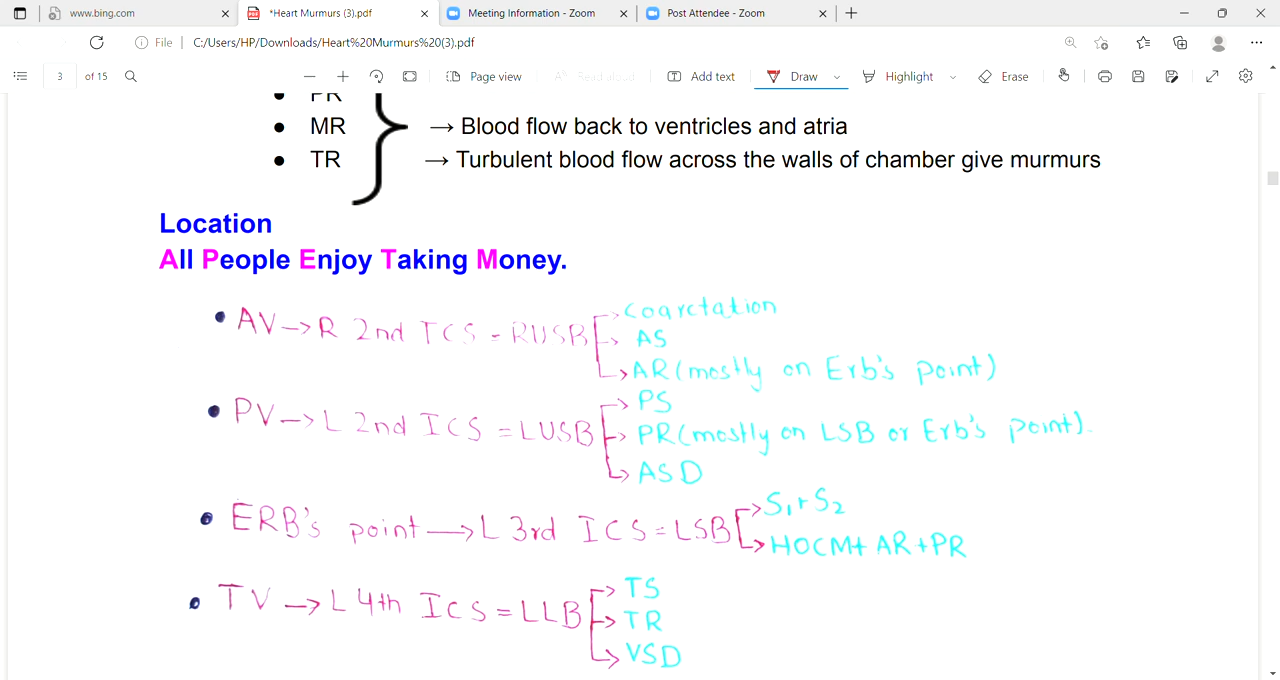 www.bing.com
*Heart Murmurs (3).pdf
Meeting Information - Zoom
Post Attendee - Zoom
File
C:/Users/HP/Downloads/Heart%20Murmurs%20(3).pdf
3 of 15
Page view
Read aloud
Add text
Draw
Highlight
Erase
• PR
• MR → Blood flow back to ventricles and atria
• TR → Turbulent blood flow across the walls of chamber give murmurs
Location
All People Enjoy Taking Money.
→ Coarctation
• AV → R 2nd ICS = RUSB → AS
→ AR (mostly on Erb's point)
→ PS
• PV → L 2nd ICS = LUSB → PR (mostly on LSB or Erb's point).
→ ASD
→ S1+S2
• ERB's point → L 3rd ICS = LSB
→ HOCM+ AR+PR
→ TS
• TV → L 4th ICS = LLB → TR
→ VSD